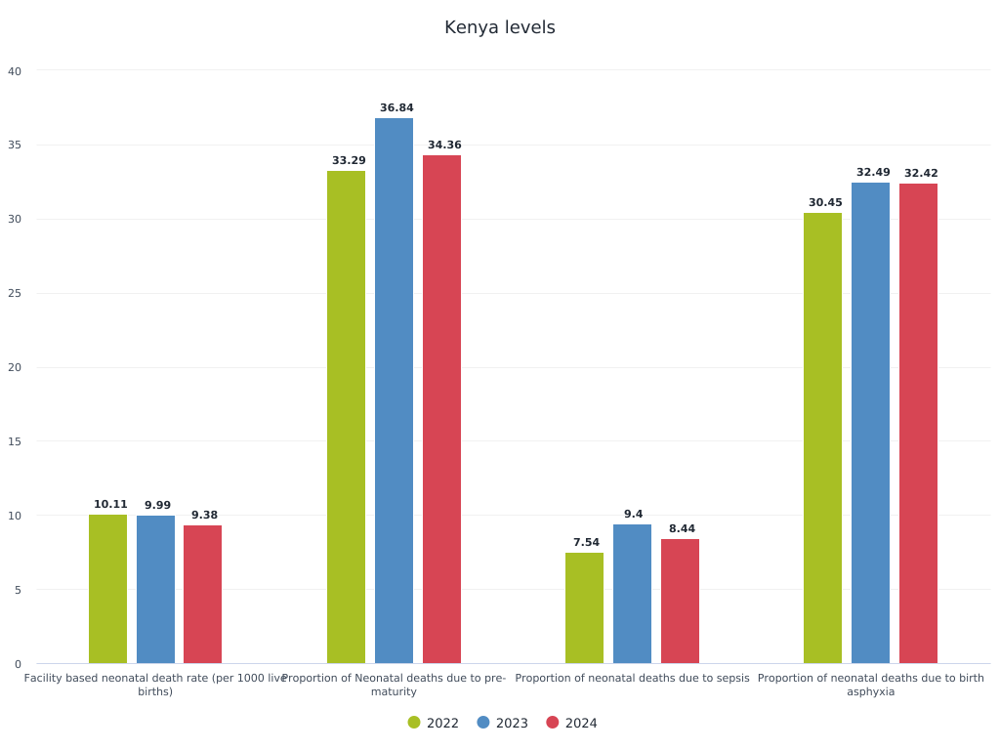 Kenya levels
40
35
30
25
20
15
10
5
0
36.84
34.36
33.29
32.49
32.42
30.45
10.11
9.99
9.38
9.4
8.44
7.54
Facility based neonatal death rate (per 1000 live
births)
Proportion of Neonatal deaths due to pre-
maturity
Proportion of neonatal deaths due to sepsis
Proportion of neonatal deaths due to birth
asphyxia
2022 2023 2024